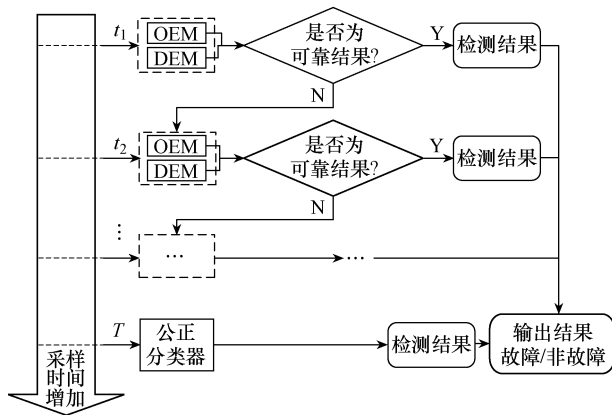 t1
OEM
DEM
是否为
可靠结果?
Y
检测结果
N
t2
OEM
DEM
是否为
可靠结果?
Y
检测结果
N
⋮
…
…
T
公正
分类器
检测结果
输出结果
故障/非故障
采样
时间
增加